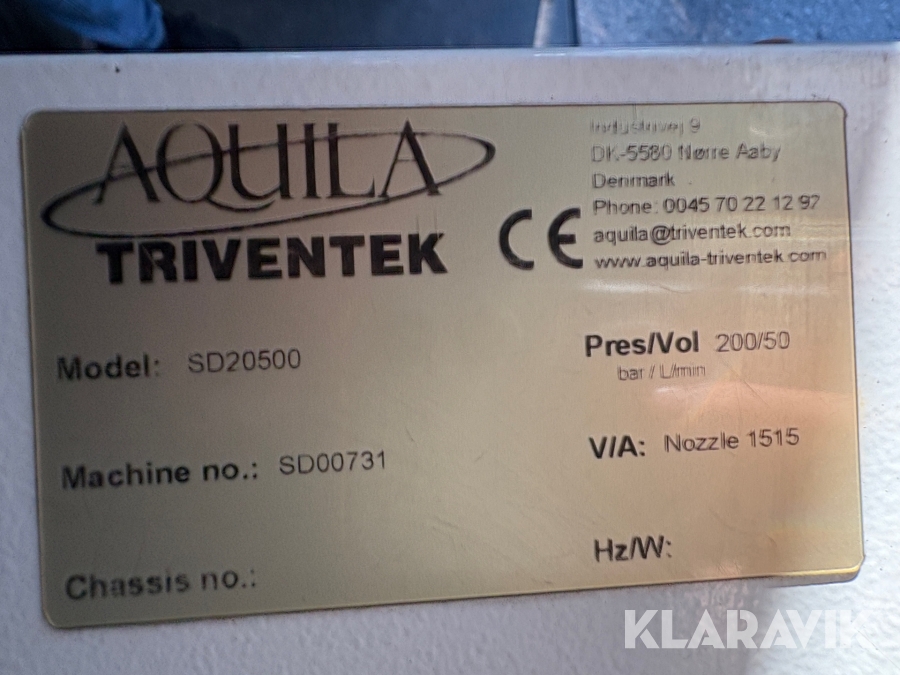 AQUILA
TRIVENTEK
CE
Industrivej 9
DK-5580 Nørre Aaby
Denmark
Phone: 0045 70 22 12 92
aquila@triventek.com
www.aquila-triventek.com
Model: SD20500
Pres/Vol 200/50
bar / L/min
Machine no.: SD00731
V/A: Nozzle 1515
Chassis no.:
Hz/W:
KLARAVIK